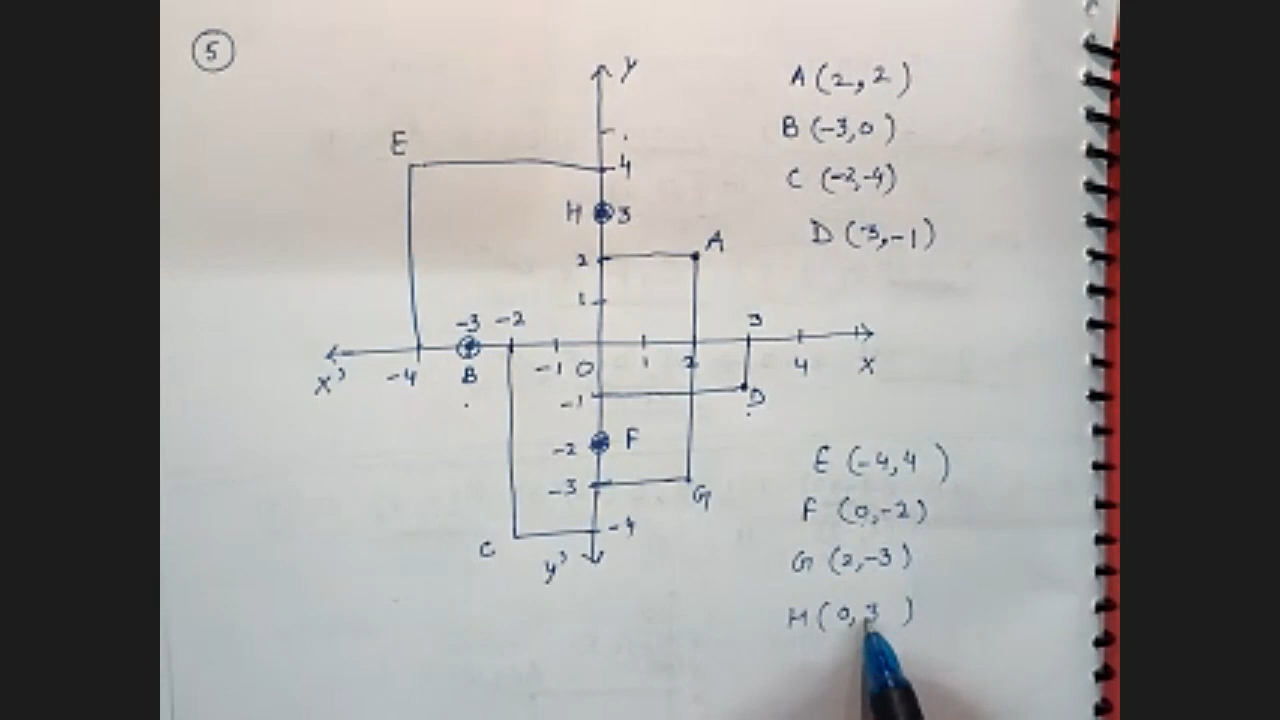 5
y
A (2, 2)
B (-3, 0)
E
4
C (-2, -4)
H 3
D (3, -1)
A
2
1
-3 -2 3
x' -4 B -1 0 1 2 4 x
-1 D
-2 F
E (-4, 4)
-3 G
F (0, -2)
C -4
y'
G (2, -3)
H (0, 3)